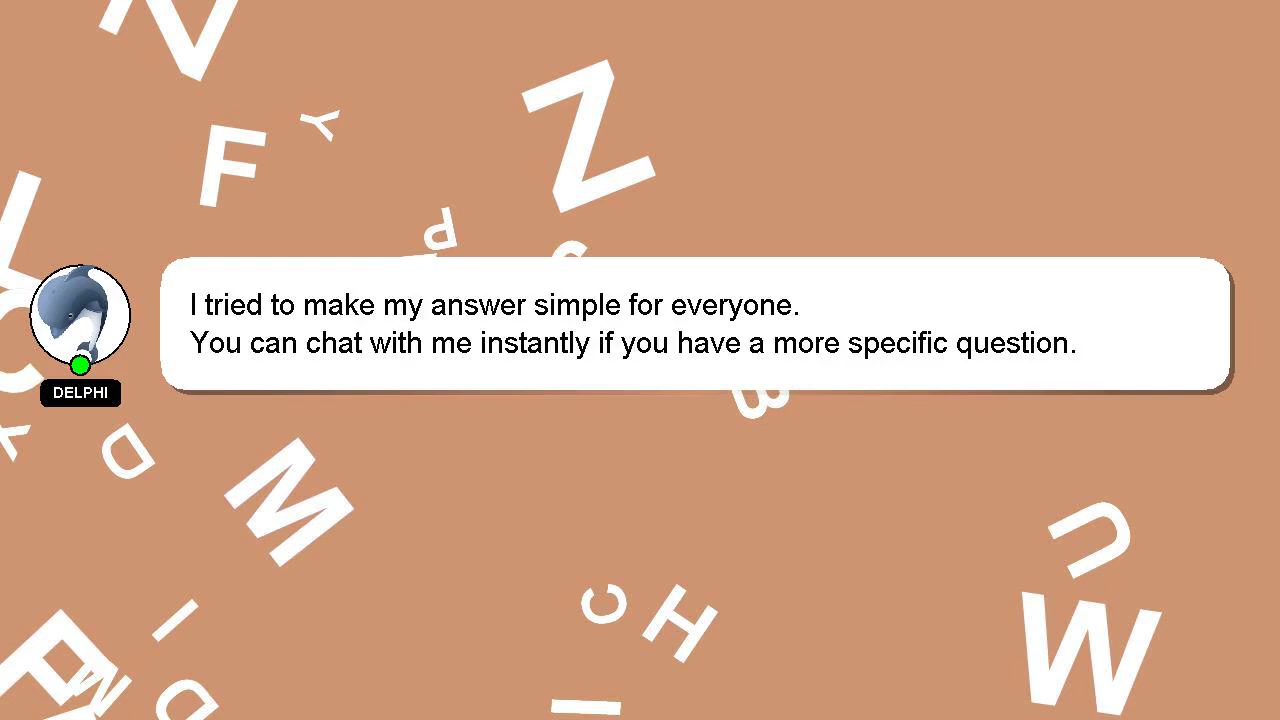 N
Z
F
Y
P
S
I tried to make my answer simple for everyone.
You can chat with me instantly if you have a more specific question.
DELPHI
B
Y
D
M
U
C
H
I
W
M
D
I